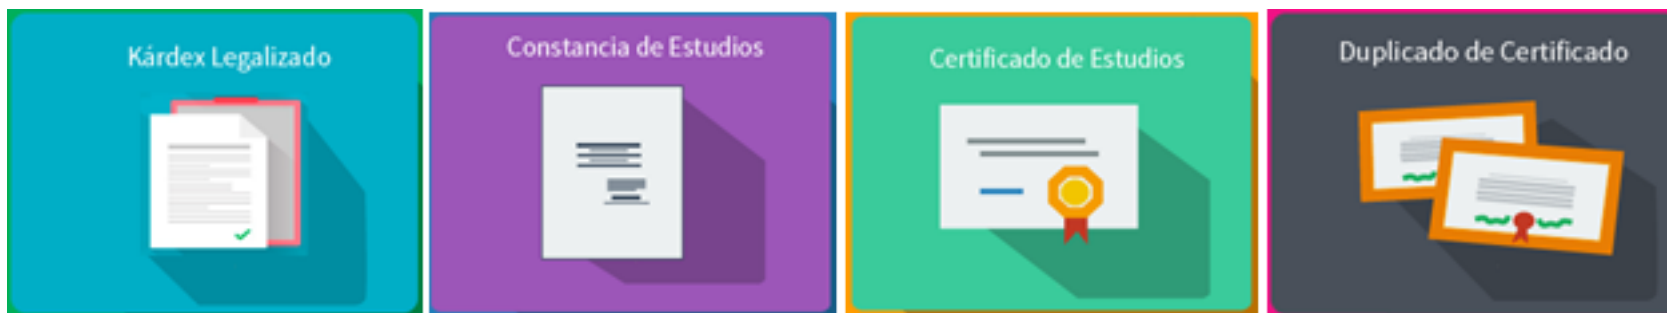 Kárdex Legalizado
Constancia de Estudios
Certificado de Estudios
Duplicado de Certificado